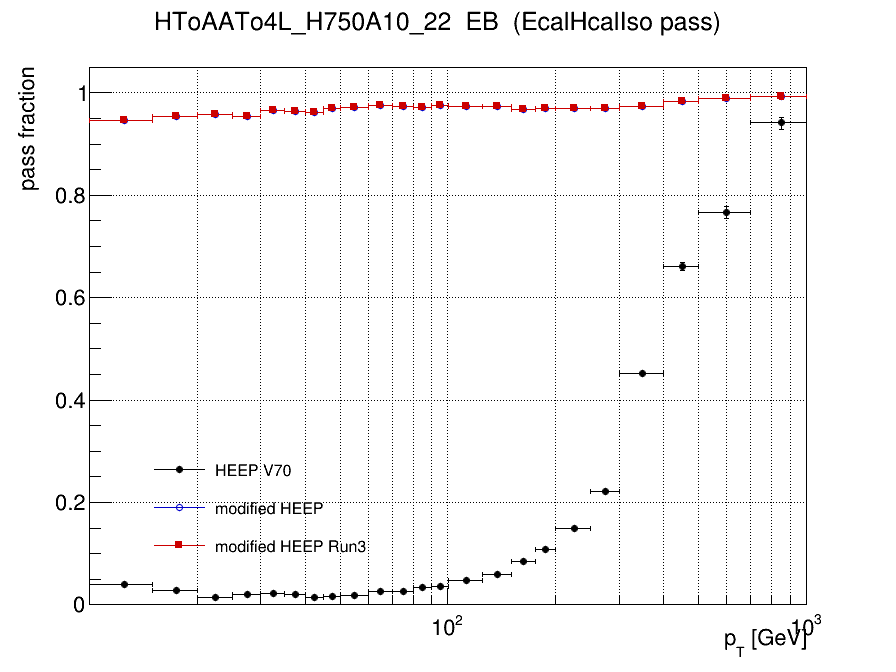 HToAATo4L_H750A10_22 EB (EcalHcalIso pass)
pass fraction
1
0.8
0.6
0.4
0.2
0
HEEP V70
modified HEEP
modified HEEP Run3
10²
10³
p_T [GeV]